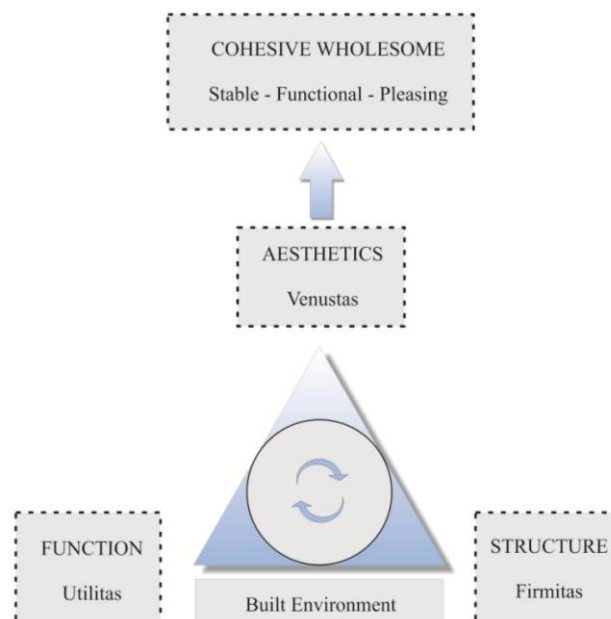 COHESIVE WHOLESOME
Stable - Functional - Pleasing
AESTHETICS
Venustas
FUNCTION
Utilitas
Built Environment
STRUCTURE
Firmitas